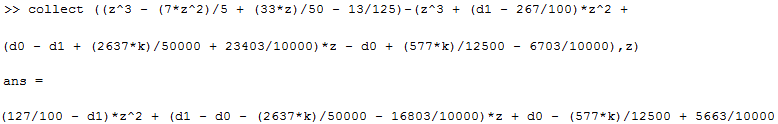 >> collect ((z^3 - (7*z^2)/5 + (33*z)/50 - 13/125)-(z^3 + (d1 - 267/100)*z^2 +
(d0 - d1 + (2637*k)/50000 + 23403/10000)*z - d0 + (577*k)/12500 - 6703/10000),z)
ans =
(127/100 - d1)*z^2 + (d1 - d0 - (2637*k)/50000 - 16803/10000)*z + d0 - (577*k)/12500 + 5663/10000